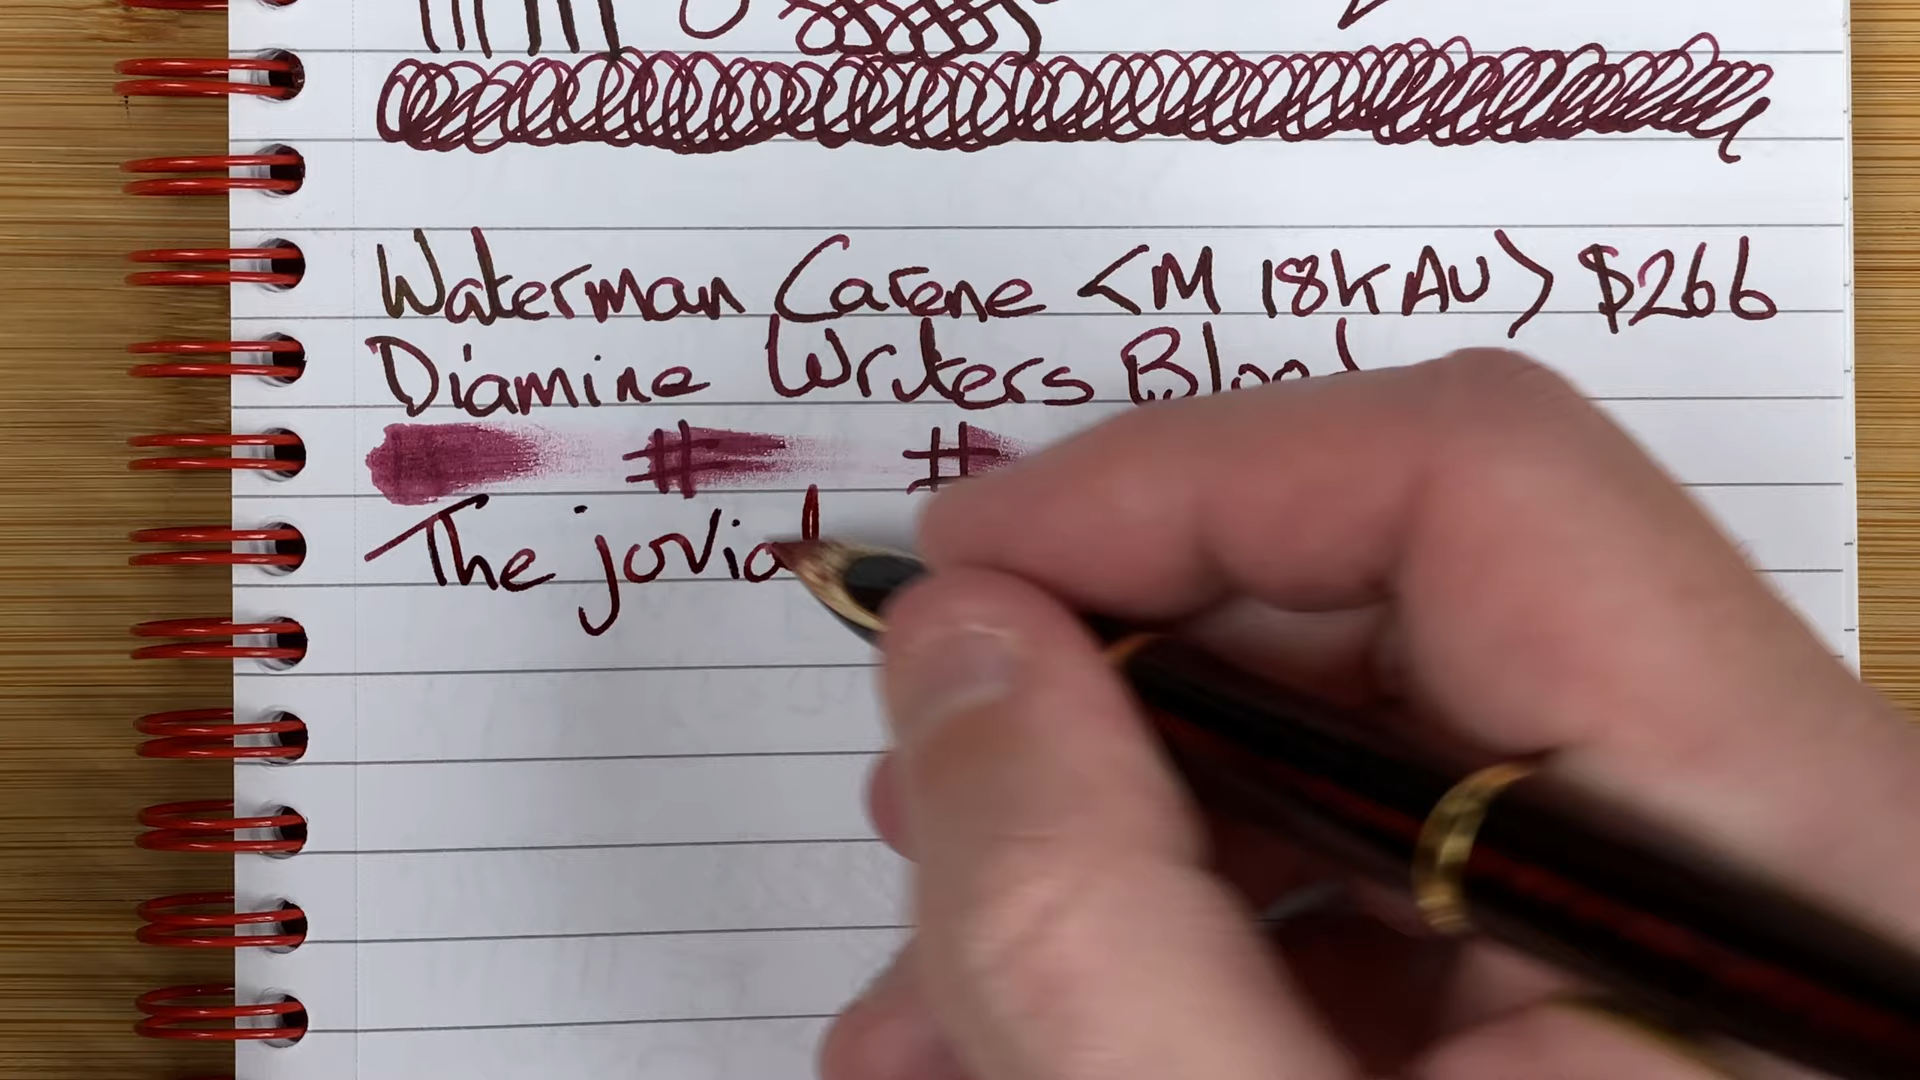 Waterman Carene <M 18K AU> $266
Diamine Writers Blood
# #
The jovial